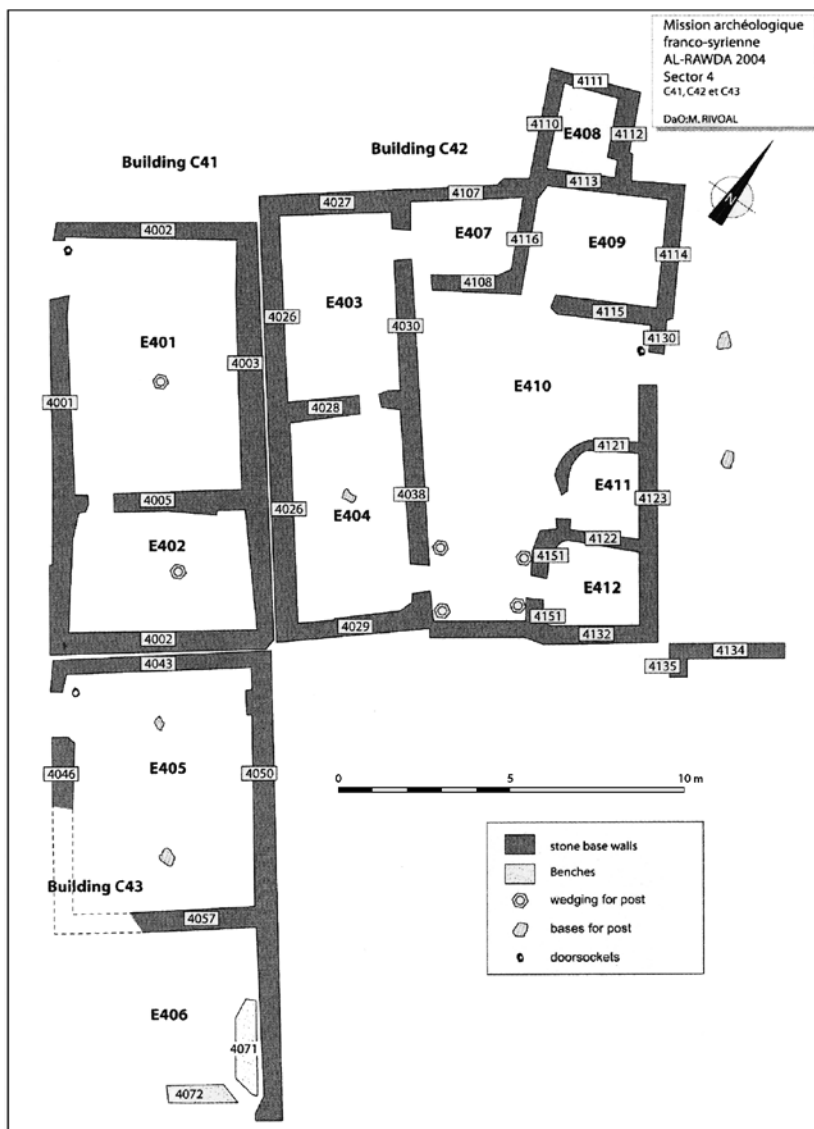 Mission archéologique
franco-syrienne
AL-RAWDA 2004
Sector 4
C41, C42 et C43
DaO:M. RIVOAL
N
Building C41
Building C42
4111
4110
E408
4112
4113
4027
4107
4002
E407
4116
E409
4114
4108
E403
4026
4030
4115
4130
E401
4003
E410
4001
4028
4121
4005
4026
4038
E411
4123
E404
E402
4122
4151
E412
4151
4002
4029
4132
4043
4134
4135
4046
E405
4050
0
5
10 m
Building C43
4057
E406
4071
4072
stone base walls
Benches
wedging for post
bases for post
doorsockets